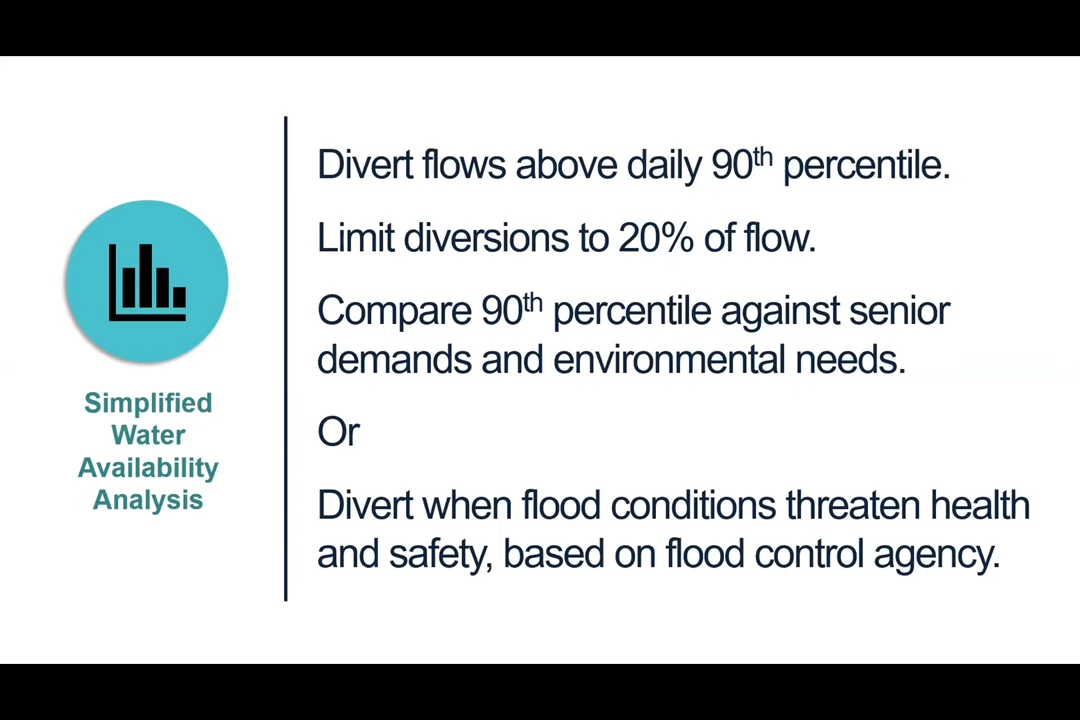 Simplified
Water
Availability
Analysis
Divert flows above daily 90th percentile.
Limit diversions to 20% of flow.
Compare 90th percentile against senior
demands and environmental needs.
Or
Divert when flood conditions threaten health
and safety, based on flood control agency.